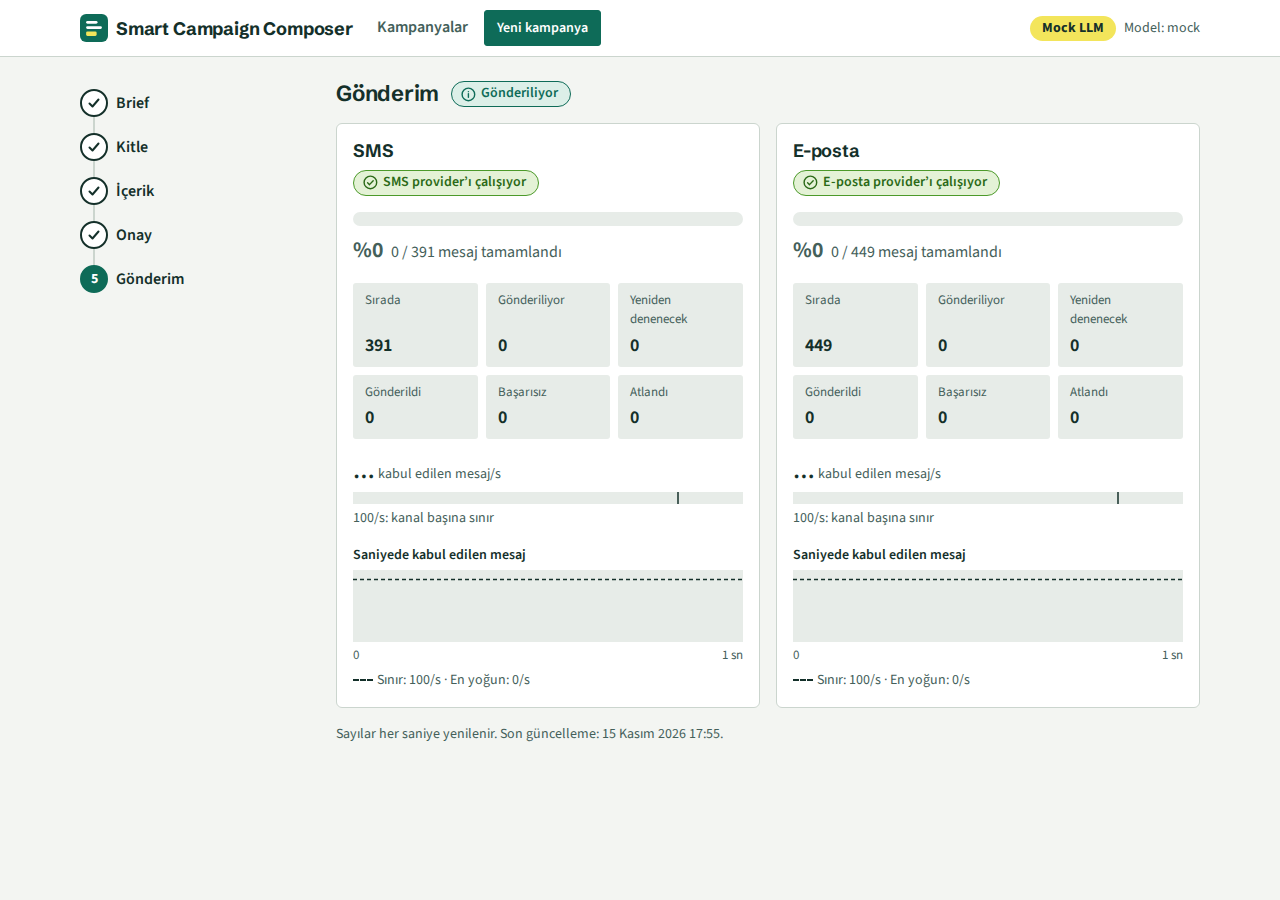 Smart Campaign Composer
Kampanyalar
Yeni kampanya
Mock LLM
Model: mock
Brief
Kitle
İçerik
Onay
5
Gönderim
Gönderim
Gönderiliyor
SMS
SMS provider’ı çalışıyor
%0 0 / 391 mesaj tamamlandı
Sırada
391
Gönderiliyor
0
Yeniden
denenecek
0
Gönderildi
0
Başarısız
0
Atlandı
0
... kabul edilen mesaj/s
100/s: kanal başına sınır
Saniyede kabul edilen mesaj
0
1 sn
Sınır: 100/s · En yoğun: 0/s
E-posta
E-posta provider’ı çalışıyor
%0 0 / 449 mesaj tamamlandı
Sırada
449
Gönderiliyor
0
Yeniden
denenecek
0
Gönderildi
0
Başarısız
0
Atlandı
0
... kabul edilen mesaj/s
100/s: kanal başına sınır
Saniyede kabul edilen mesaj
0
1 sn
Sınır: 100/s · En yoğun: 0/s
Sayılar her saniye yenilenir. Son güncelleme: 15 Kasım 2026 17:55.